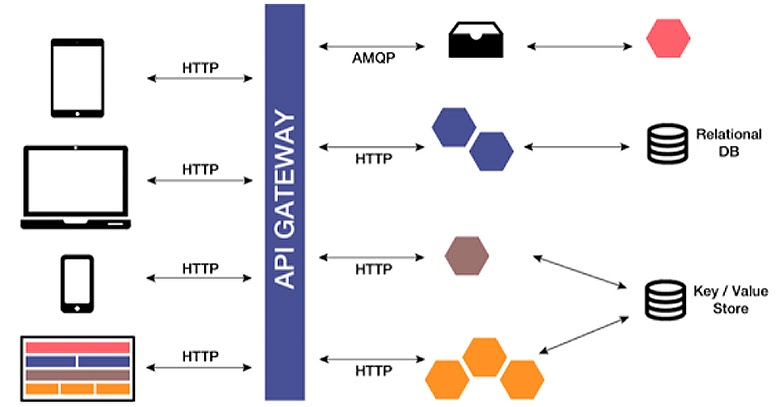 HTTP
HTTP
HTTP
HTTP
API GATEWAY
AMQP
HTTP
HTTP
HTTP
Relational
DB
Key / Value
Store